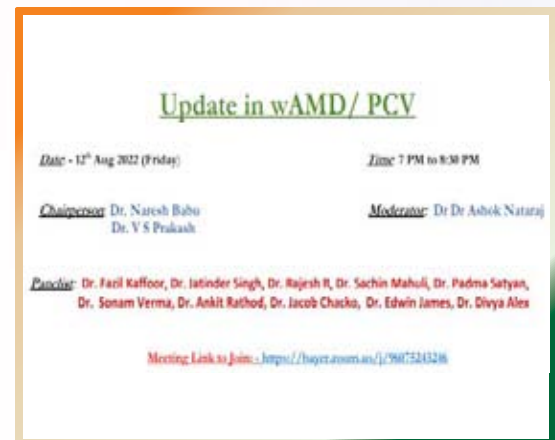 Update in wAMD/ PCV
Date - 12th Aug 2022 (Friday)
Time 7 PM to 8:30 PM
Chairperson: Dr. Naresh Babu
Dr. V S Prakash
Moderator: Dr Dr Ashok Nataraj
Panelist: Dr. Fazil Kaffoor, Dr. Jatinder Singh, Dr. Rajesh R, Dr. Sachin Mahuli, Dr. Padma Satyan,
Dr. Sonam Verma, Dr. Ankit Rathod, Dr. Jacob Chacko, Dr. Edwin James, Dr. Divya Alex
Meeting Link to Join: - https://bayer.zoom.us/j/96075243246